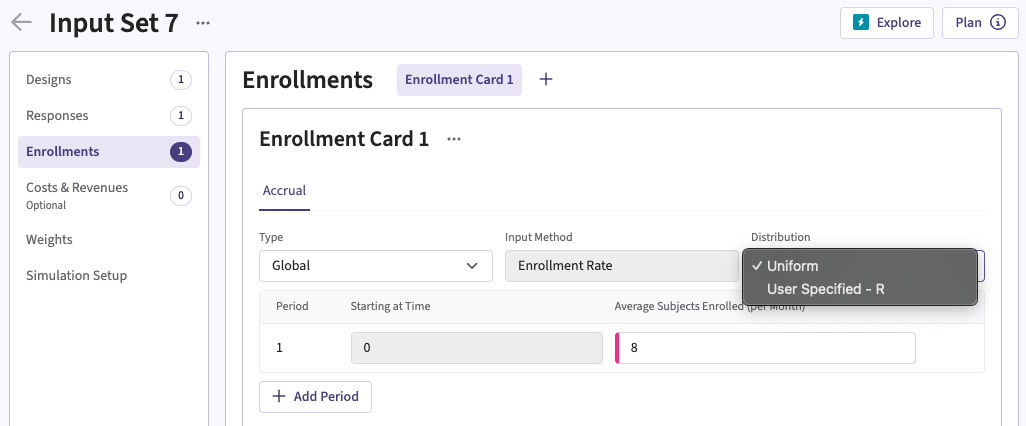 Input Set 7 ...
Explore
Plan
Designs 1
Responses 1
Enrollments 1
Costs & Revenues 0
Optional
Weights
Simulation Setup
Enrollments Enrollment Card 1 +
Enrollment Card 1 ...
Accrual
Type Input Method Distribution
Global Enrollment Rate ✓ Uniform
User Specified - R
Period Starting at Time Average Subjects Enrolled (per Month)
1 0 8
+ Add Period